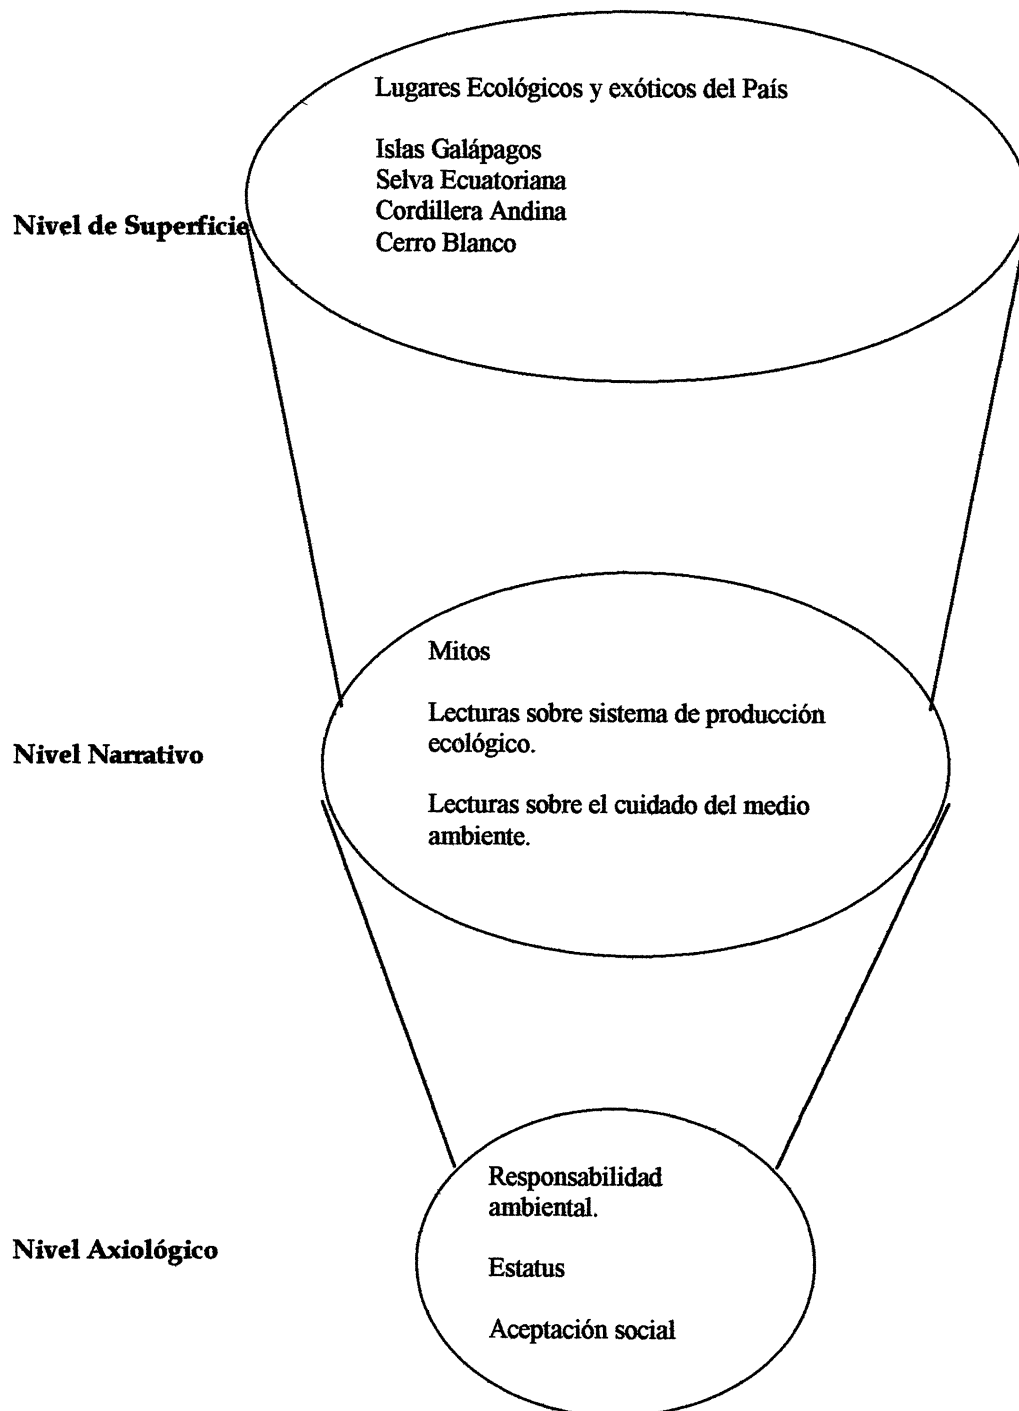 Lugares Ecológicos y exóticos del País
Islas Galápagos
Selva Ecuatoriana
Cordillera Andina
Cerro Blanco
Nivel de Superficie
Mitos
Lecturas sobre sistema de producción
ecológico.
Lecturas sobre el cuidado del medio
ambiente.
Nivel Narrativo
Responsabilidad
ambiental.
Estatus
Aceptación social
Nivel Axiológico